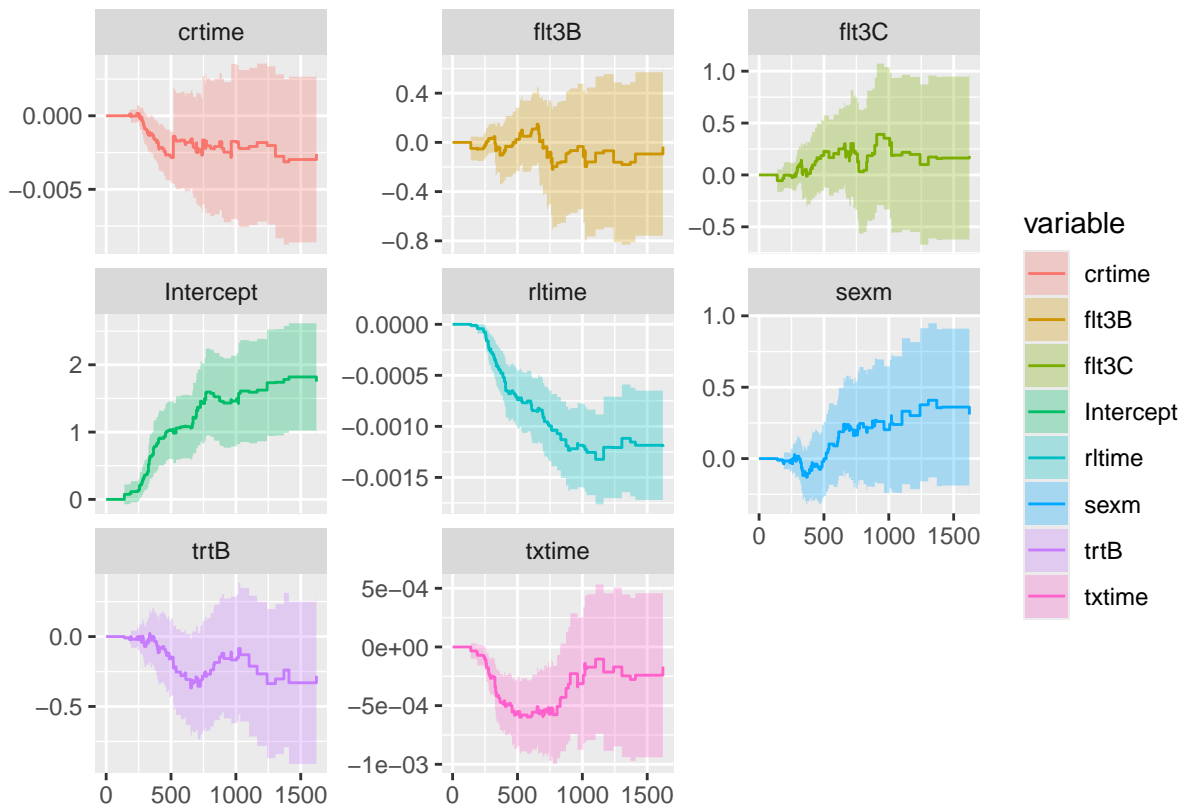 crtime
flt3B
flt3C
0.000
−0.005
0.4
0.0
−0.4
−0.8
1.0
0.5
0.0
−0.5
Intercept
rltime
sexm
2
1
0
0.0000
−0.0005
−0.0010
−0.0015
1.0
0.5
0.0
0 500 1000 1500
trtB
txtime
0.0
−0.5
5e−04
0e+00
−5e−04
−1e−03
0 500 1000 1500
0 500 1000 1500
variable
crtime
flt3B
flt3C
Intercept
rltime
sexm
trtB
txtime